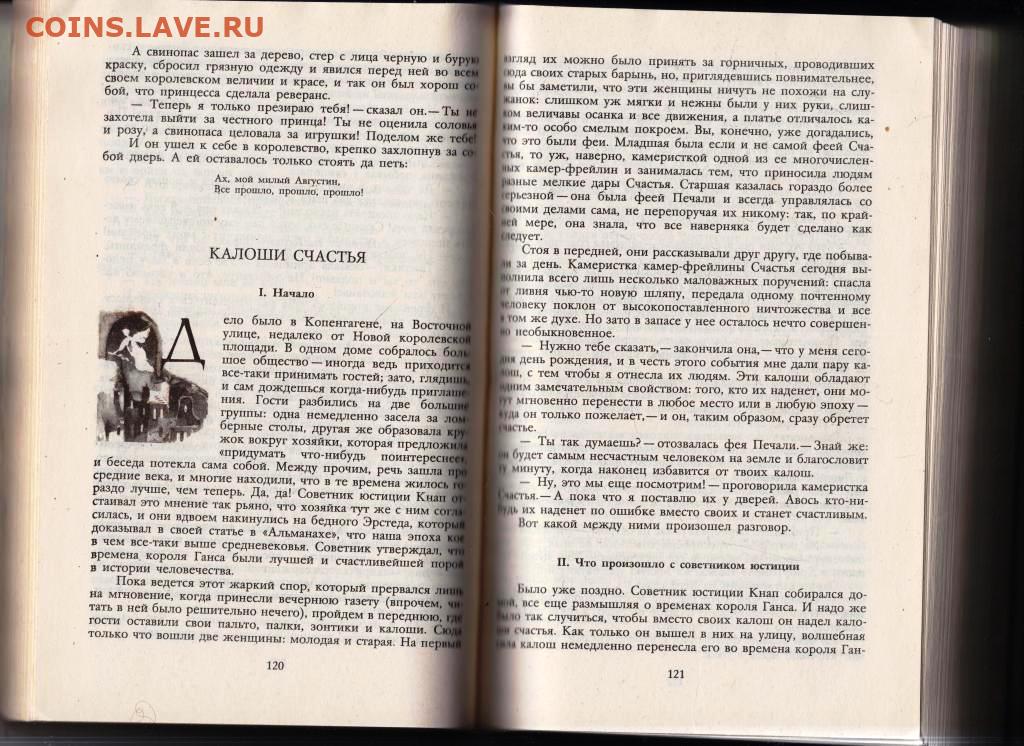 COINS.LAVE.RU
А свинопас зашел за дерево, стер с лица черную и бурую
краску, сбросил грязную одежду и явился перед ней во всем
своем королевском величии и красе, и так он был хорош со-
бой, что принцесса сделала реверанс.
— Теперь я только презираю тебя! — сказал он. — Ты не
захотела выйти за честного принца! Ты не оценила соловья
и розу, а свинопаса целовала за игрушки! Поделом же тебе!
И он ушел к себе в королевство, крепко захлопнув за со-
бой дверь. А ей оставалось только стоять да петь:
Ах, мой милый Августин,
Все прошло, прошло, прошло!
КАЛОШИ СЧАСТЬЯ
I. Начало
Дело было в Копенгагене, на Восточной
улице, недалеко от Новой королевской
площади. В одном доме собралось боль-
шое общество — иногда ведь приходится
все-таки принимать гостей; зато, глядишь,
и сам дождешься когда-нибудь приглаше-
ния. Гости разбились на две большие
группы: одна немедленно засела за лом-
берные столы, другая же образовала кру-
жок вокруг хозяйки, которая предложила
«придумать что-нибудь поинтереснее»,
и беседа потекла сама собой. Между прочим, речь зашла про
средние века, и многие находили, что в те времена жилось го-
раздо лучше, чем теперь. Да, да! Советник юстиции Кнап от-
стаивал это мнение так рьяно, что хозяйка тут же с ним согла-
силась, и они вдвоем накинулись на бедного Эрстеда, который
доказывал в своей статье в «Альманахе», что наша эпоха кое
в чем все-таки выше средневековья. Советник утверждал, что
времена короля Ганса были лучшей и счастливейшей порой
в истории человечества.
Пока ведется этот жаркий спор, который прервался лишь
на мгновение, когда принесли вечернюю газету (впрочем, чи-
тать в ней было решительно нечего), пройдем в переднюю, где
гости оставили свои пальто, палки, зонтики и калоши. Сюда
только что вошли две женщины: молодая и старая. На первый
120
взгляд их можно было принять за горничных, проводивших
сюда своих старых барынь, но, приглядевшись повнимательнее,
вы бы заметили, что эти женщины ничуть не похожи на слу-
жанок: слишком уж мягки и нежны были у них руки, слиш-
ком величавы осанка и все движения, а платье отличалось ка-
ким-то особо смелым покроем. Вы, конечно, уже догадались,
что это были феи. Младшая была если и не самой феей Сча-
стья, то уж, наверно, камеристкой одной из ее многочислен-
ных камер-фрейлин и занималась тем, что приносила людям
разные мелкие дары Счастья. Старшая казалась гораздо более
серьезной — она была феей Печали и всегда управлялась со
своими делами сама, не перепоручая их никому: так, по край-
ней мере, она знала, что все наверняка будет сделано как
следует.
Стоя в передней, они рассказывали друг другу, где побыва-
ли за день. Камеристка камер-фрейлины Счастья сегодня вы-
полнила всего лишь несколько маловажных поручений: спасла
от ливня чью-то новую шляпу, передала одному почтенному
человеку поклон от высокопоставленного ничтожества и все
в том же духе. Но зато в запасе у нее осталось нечто совершен-
но необыкновенное.
— Нужно тебе сказать, — закончила она, — что у меня сего-
дня день рождения, и в честь этого события мне дали пару ка-
лош, с тем чтобы я отнесла их людям. Эти калоши обладают
одним замечательным свойством: того, кто их наденет, они мо-
гут мгновенно перенести в любое место или в любую эпоху —
куда он только пожелает, — и он, таким образом, сразу обретет
счастье.
— Ты так думаешь? — отозвалась фея Печали. — Знай же:
он будет самым несчастным человеком на земле и благословит
ту минуту, когда наконец избавится от твоих калош.
— Ну, это мы еще посмотрим! — проговорила камеристка
Счастья. — А пока что я поставлю их у дверей. Авось кто-ни-
будь их наденет по ошибке вместо своих и станет счастливым.
Вот какой между ними произошел разговор.
II. Что произошло с советником юстиции
Было уже поздно. Советник юстиции Кнап собирался до-
мой, все еще размышляя о временах короля Ганса. И надо же
было так случиться, чтобы вместо своих калош он надел кало-
ши счастья. Как только он вышел в них на улицу, волшебная
сила калош немедленно перенесла его во времена короля Ган-
121